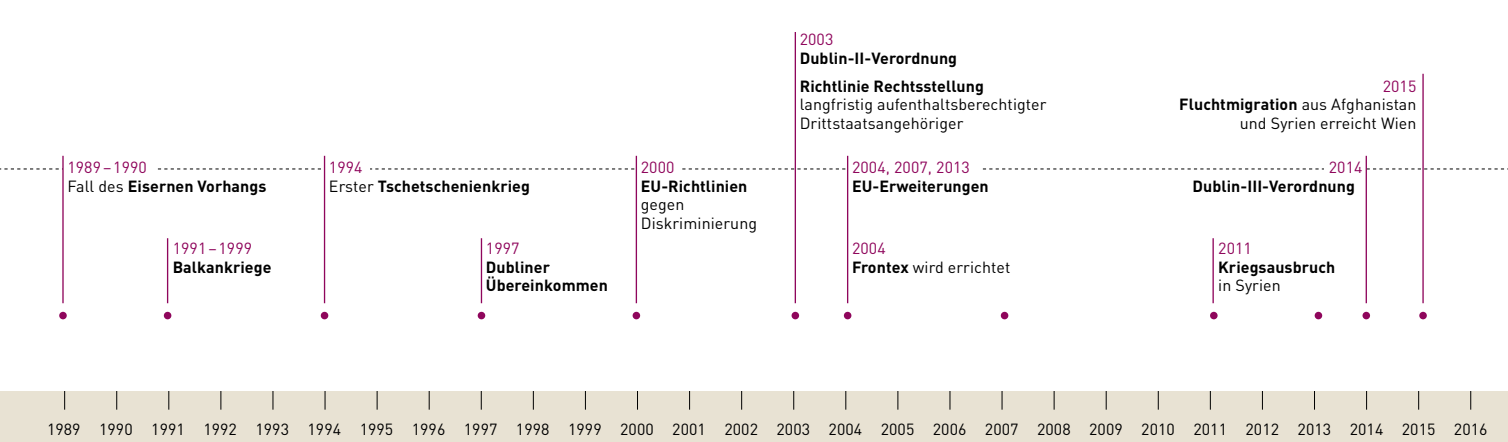 2003
Dublin-II-Verordnung
Richtlinie Rechtsstellung
langfristig aufenthaltsberechtigter
Drittstaatsangehöriger
2015
Fluchtmigration aus Afghanistan
und Syrien erreicht Wien
1989–1990
Fall des Eisernen Vorhangs
1994
Erster Tschetschenienkrieg
2000
EU-Richtlinien
gegen
Diskriminierung
2004, 2007, 2013
EU-Erweiterungen
2014
Dublin-III-Verordnung
1991–1999
Balkankriege
1997
Dubliner
Übereinkommen
2004
Frontex wird errichtet
2011
Kriegsausbruch
in Syrien
1989 1990 1991 1992 1993 1994 1995 1996 1997 1998 1999 2000 2001 2002 2003 2004 2005 2006 2007 2008 2009 2010 2011 2012 2013 2014 2015 2016